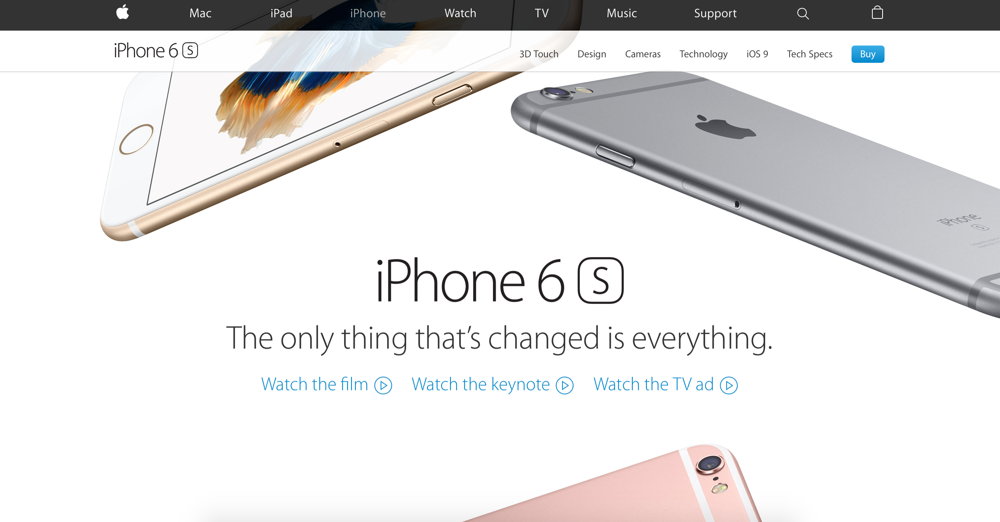 Mac iPad iPhone Watch TV Music Support
iPhone 6 S
3D Touch Design Cameras Technology iOS 9 Tech Specs Buy
iPhone
S
iPhone 6 S
The only thing that’s changed is everything.
Watch the film Watch the keynote Watch the TV ad